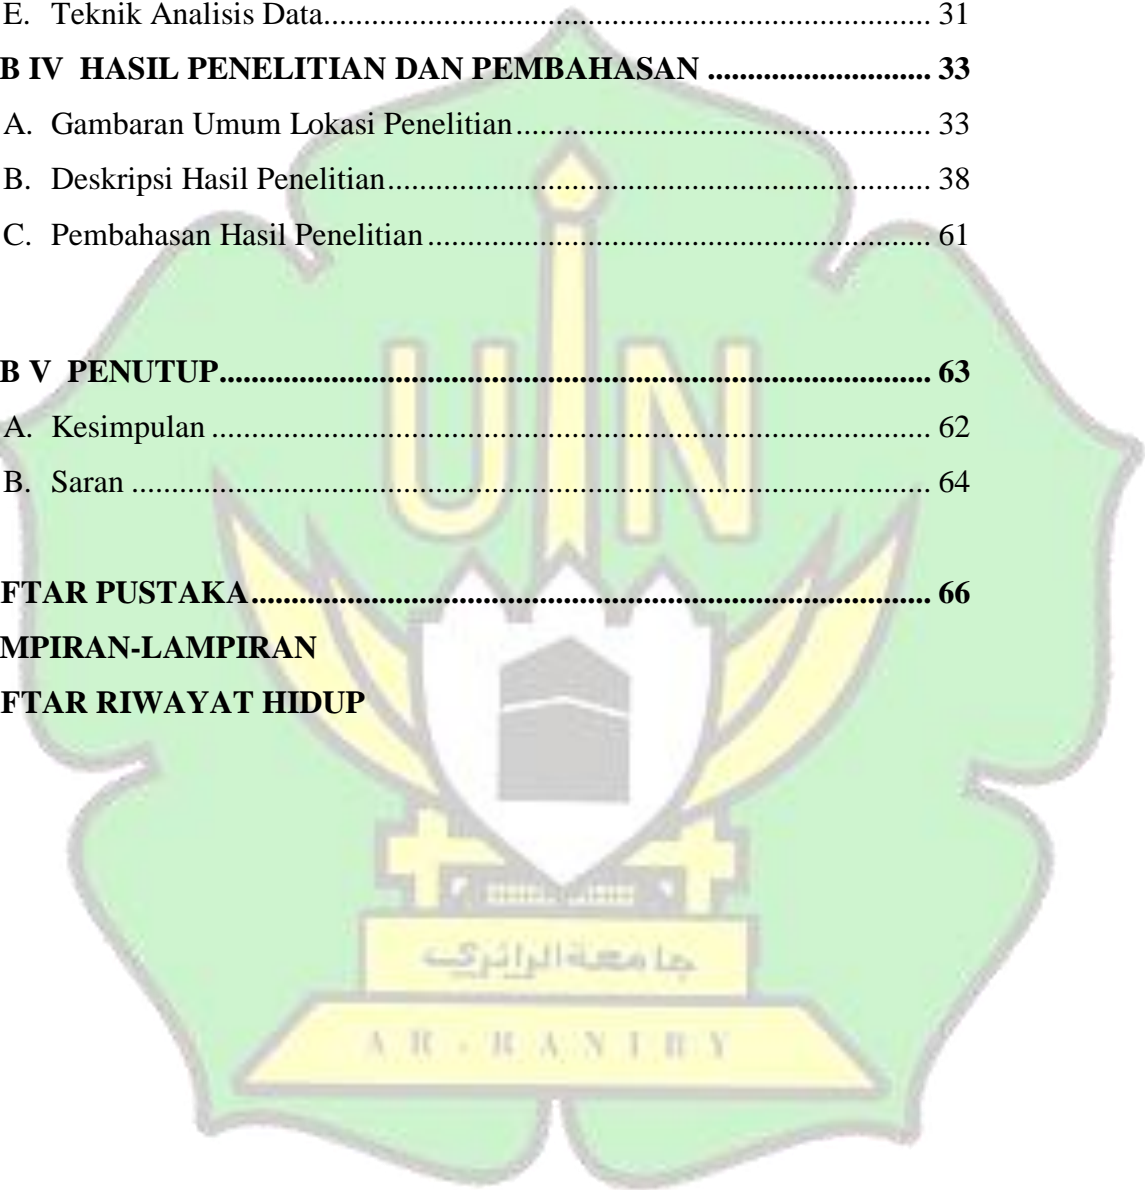 E. Teknik Analisis Data........................................................................... 31
B IV HASIL PENELITIAN DAN PEMBAHASAN ............................ 33
A. Gambaran Umum Lokasi Penelitian.................................................... 33
B. Deskripsi Hasil Penelitian.................................................................... 38
C. Pembahasan Hasil Penelitian............................................................... 61
B V PENUTUP........................................................................................ 63
A. Kesimpulan .......................................................................................... 62
B. Saran .................................................................................................... 64
FTAR PUSTAKA.................................................................................... 66
MPIRAN-LAMPIRAN
FTAR RIWAYAT HIDUP
UIN
جامعةالرانري
AR-RANIRY